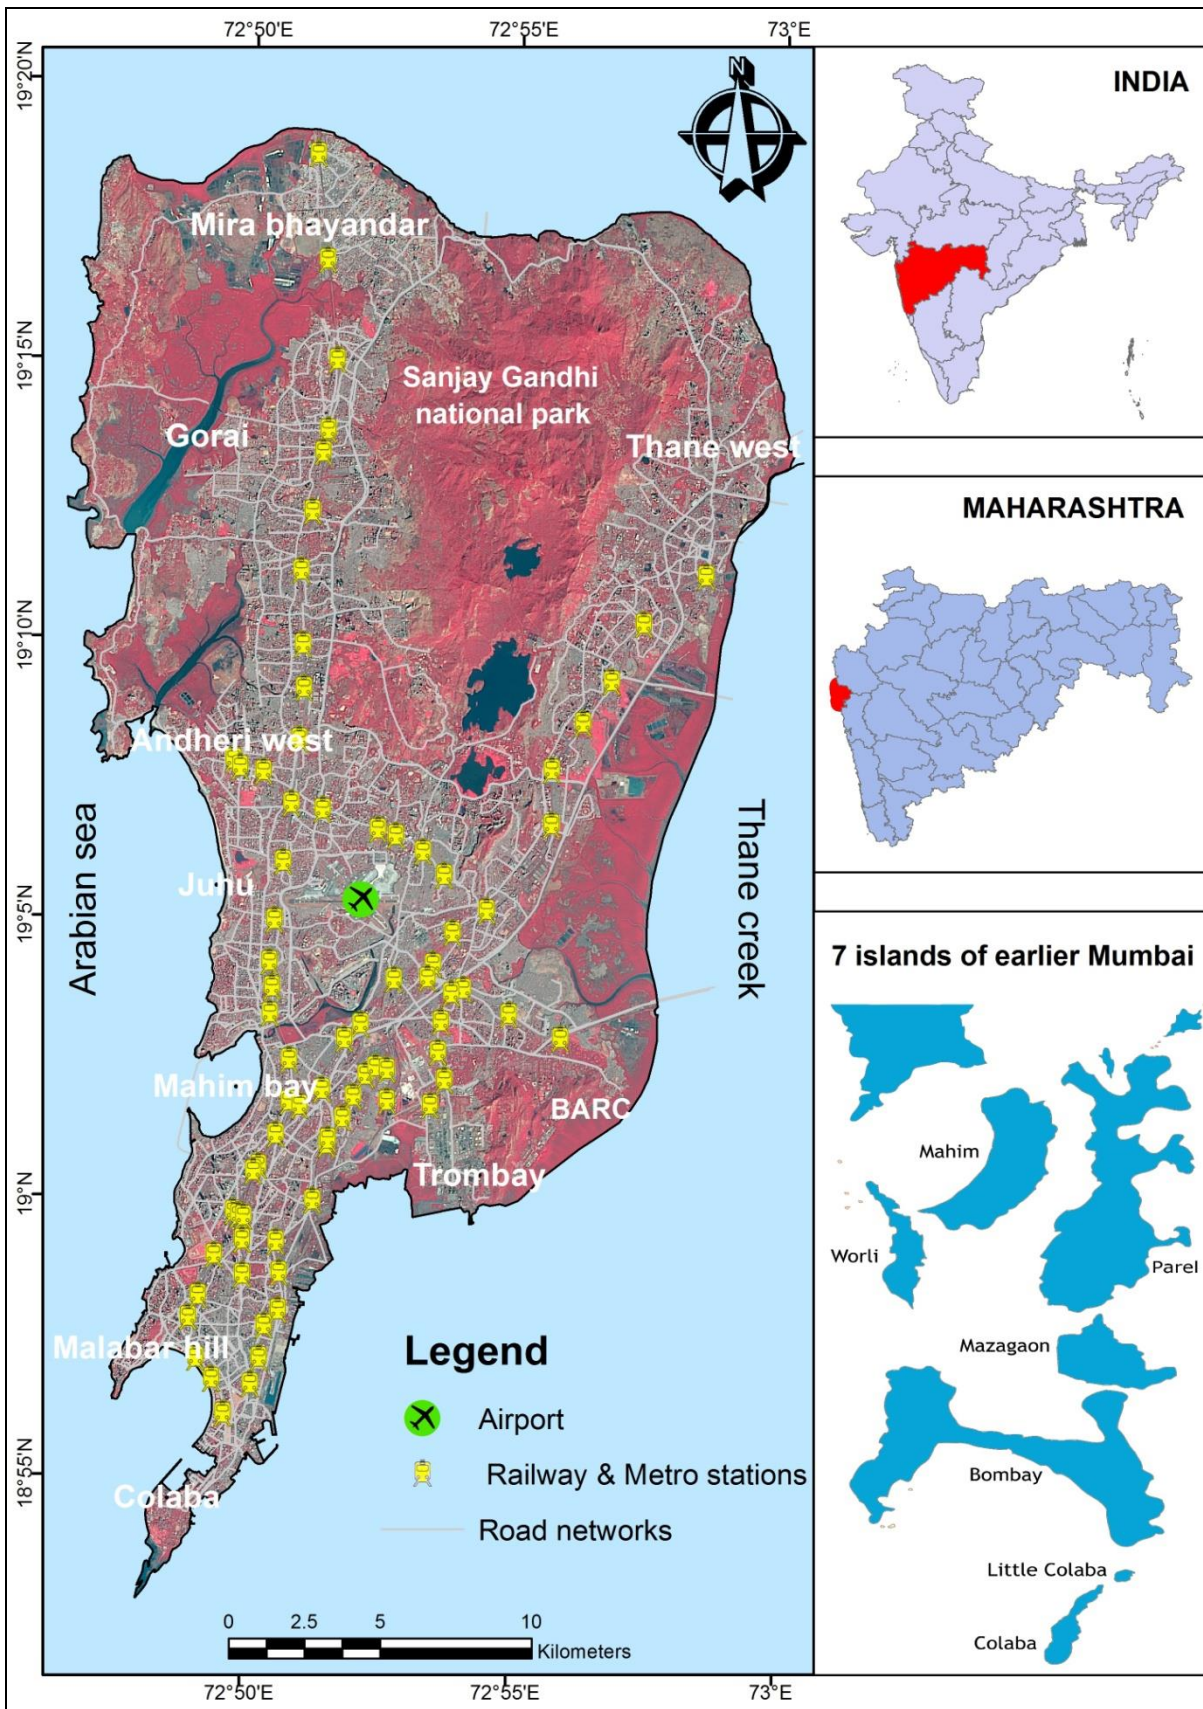 72°50'E 72°55'E 73°E
19°20'N
19°15'N
19°10'N
19°5'N
19°N
18°55'N
N
Mira bhayandar
Sanjay Gandhi
national park
Gorai
Thane west
Andheri west
Arabian sea
Juhu
Thane creek
Mahim bay
BARC
Trombay
Malabar hill
Colaba
Legend
Airport
Railway & Metro stations
Road networks
0 2.5 5 10
Kilometers
72°50'E 72°55'E 73°E
INDIA
MAHARASHTRA
7 islands of earlier Mumbai
Mahim
Worli
Parel
Mazagaon
Bombay
Little Colaba
Colaba